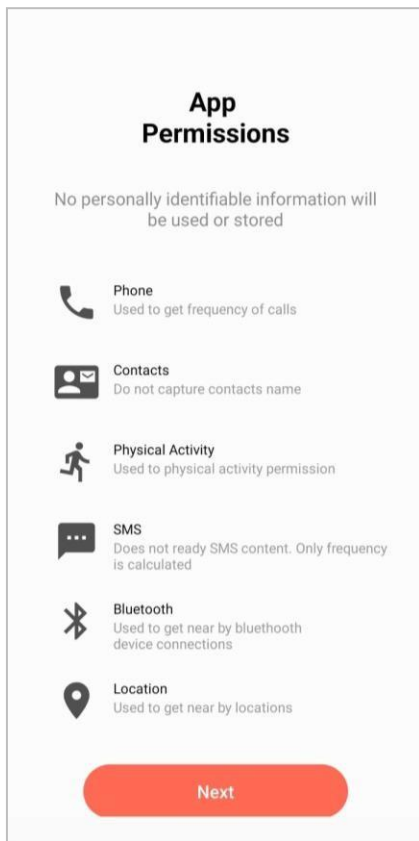 App
Permissions
No personally identifiable information will
be used or stored
Phone
Used to get frequency of calls
Contacts
Do not capture contacts name
Physical Activity
Used to physical activity permission
SMS
Does not ready SMS content. Only frequency
is calculated
Bluetooth
Used to get near by bluethooth
device connections
Location
Used to get near by locations
Next